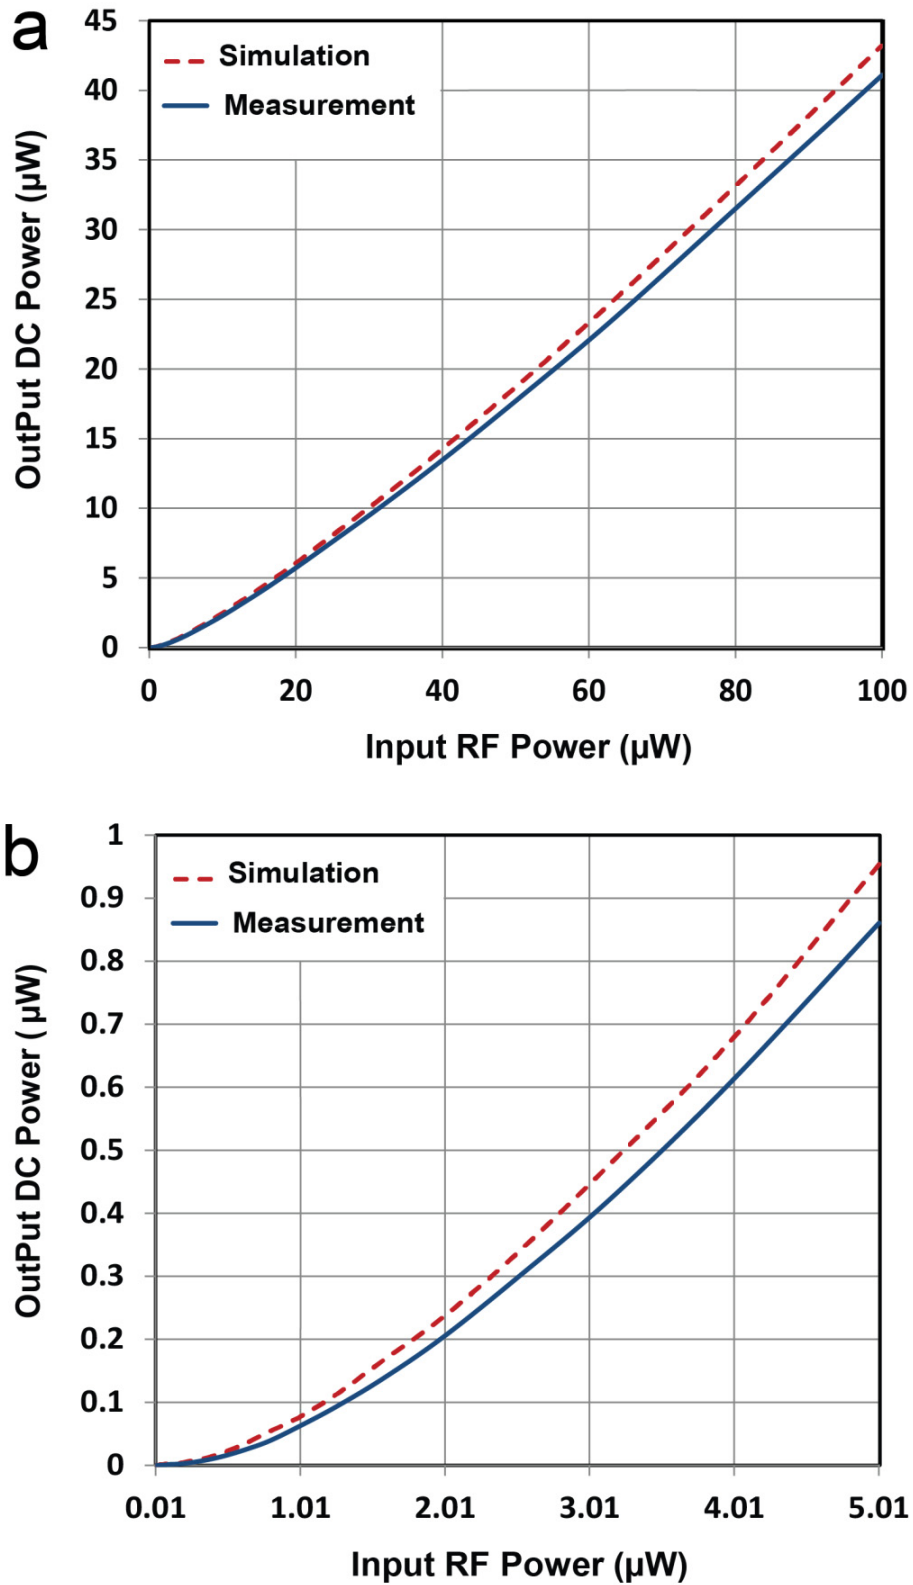 a
45
40
35
30
25
20
15
10
5
0
OutPut DC Power (µW)
Simulation
Measurement
0 20 40 60 80 100
Input RF Power (µW)
b
1
0.9
0.8
0.7
0.6
0.5
0.4
0.3
0.2
0.1
0
OutPut DC Power (µW)
Simulation
Measurement
0.01 1.01 2.01 3.01 4.01 5.01
Input RF Power (µW)